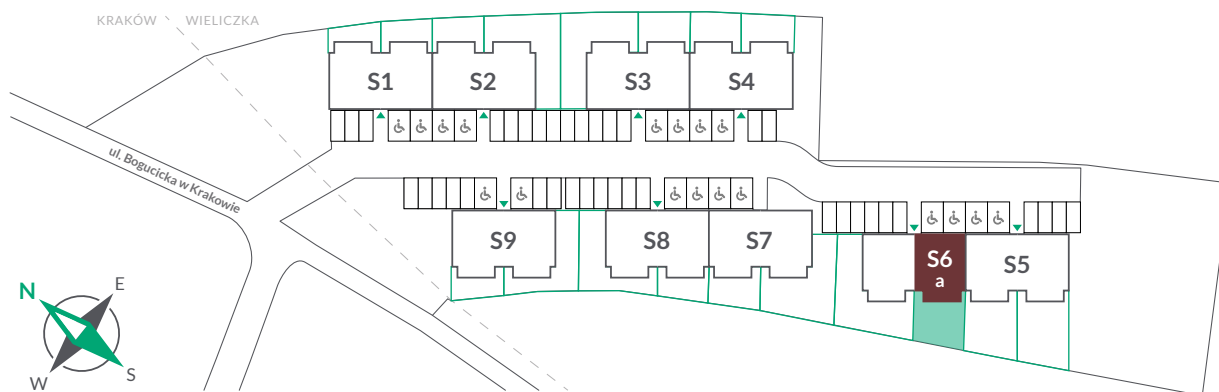 KRAKÓW WIELICZKA
S1 S2 S3 S4
ul. Bogucicka w Krakowie
S9 S8 S7 S6 S5
a
N E
W S